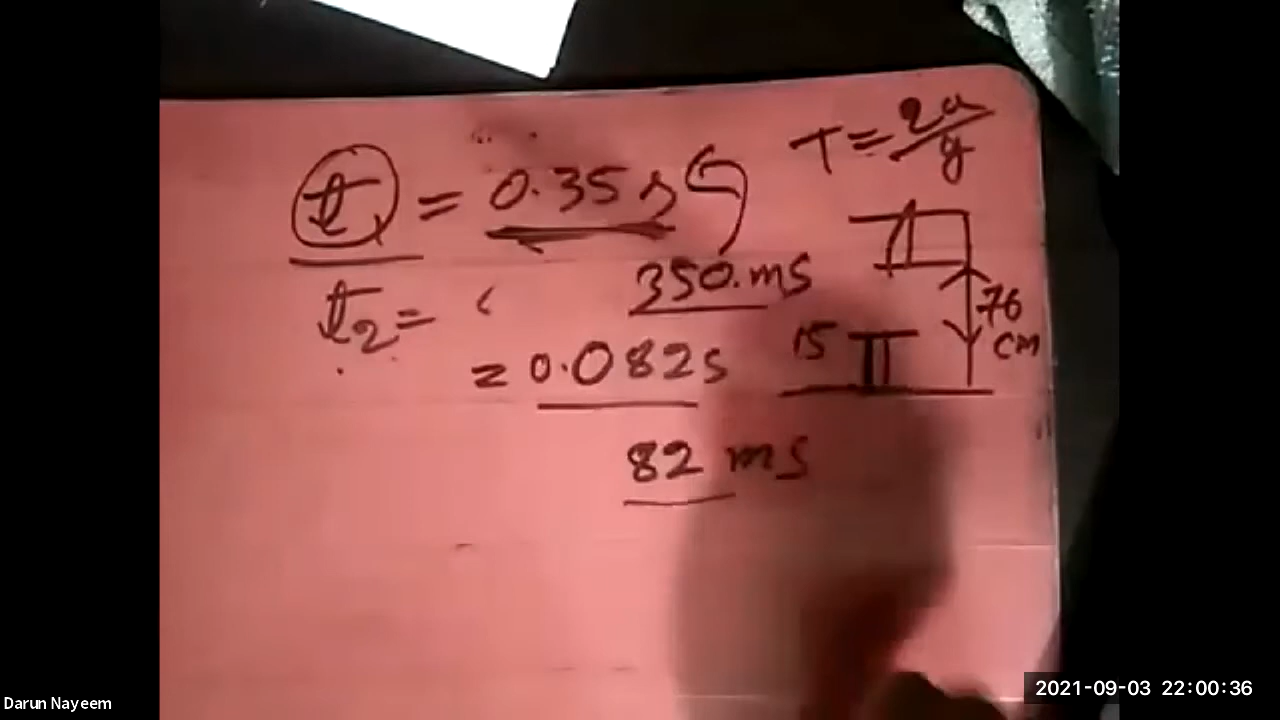 T = 2u/g
t = 0.35 s
350.ms
t2 =
= 0.082s
82 ms
76
cm
15
Darun Nayeem
2021-09-03 22:00:36